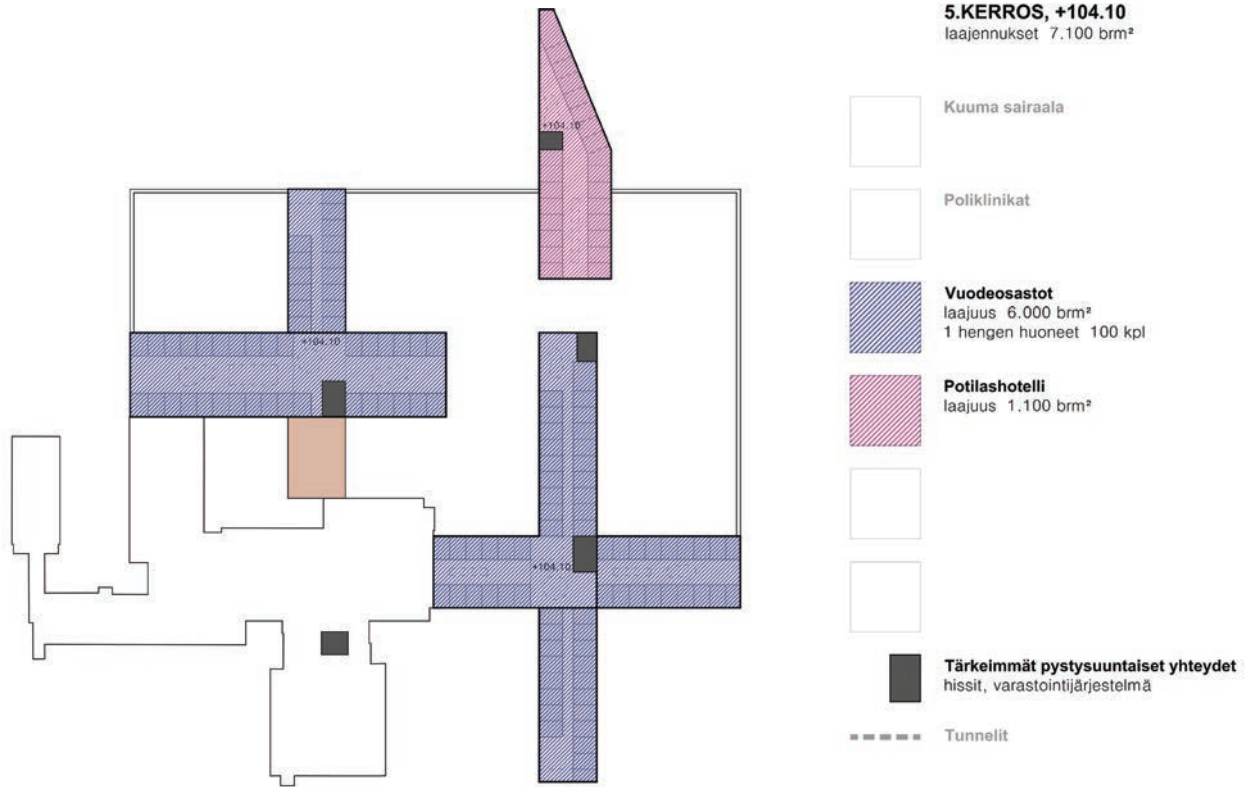 5.KERROS, +104.10
laajennukset 7.100 brm²
Kuuma sairaala
Poliklinikat
Vuodeosastot
laajuus 6.000 brm²
1 hengen huoneet 100 kpl
Potilashotelli
laajuus 1.100 brm²
Tärkeimmät pystysuuntaiset yhteydet
hissit, varastointijärjestelmä
Tunnelit
+104.10
+104.10
+104.10